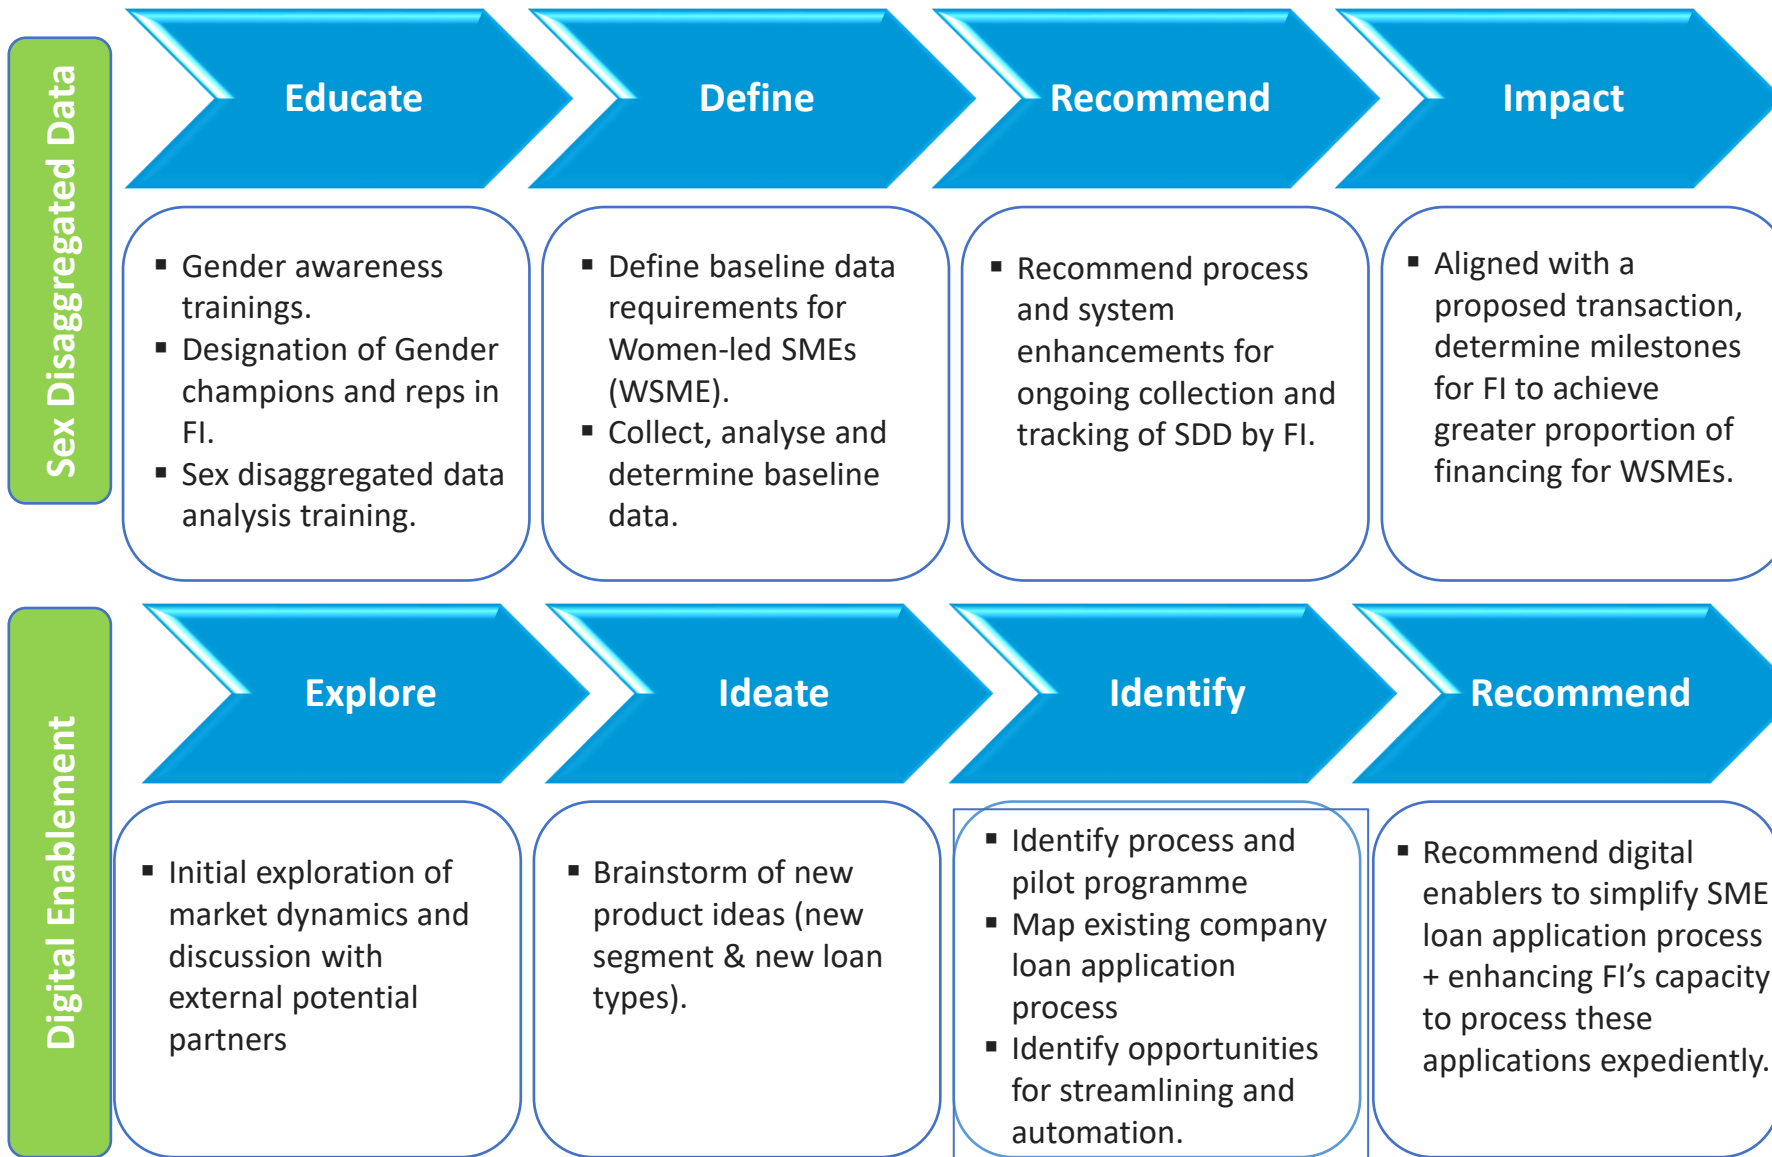 Sex Disaggregated Data
Educate
Define
Recommend
Impact
▪ Gender awareness
trainings.
▪ Designation of Gender
champions and reps in
FI.
▪ Sex disaggregated data
analysis training.
▪ Define baseline data
requirements for
Women-led SMEs
(WSME).
▪ Collect, analyse and
determine baseline
data.
▪ Recommend process
and system
enhancements for
ongoing collection and
tracking of SDD by FI.
▪ Aligned with a
proposed transaction,
determine milestones
for FI to achieve
greater proportion of
financing for WSMEs.
Digital Enablement
Explore
Ideate
Identify
Recommend
▪ Initial exploration of
market dynamics and
discussion with
external potential
partners
▪ Brainstorm of new
product ideas (new
segment & new loan
types).
▪ Identify process and
pilot programme
▪ Map existing company
loan application
process
▪ Identify opportunities
for streamlining and
automation.
▪ Recommend digital
enablers to simplify SME
loan application process
+ enhancing FI’s capacity
to process these
applications expediently.